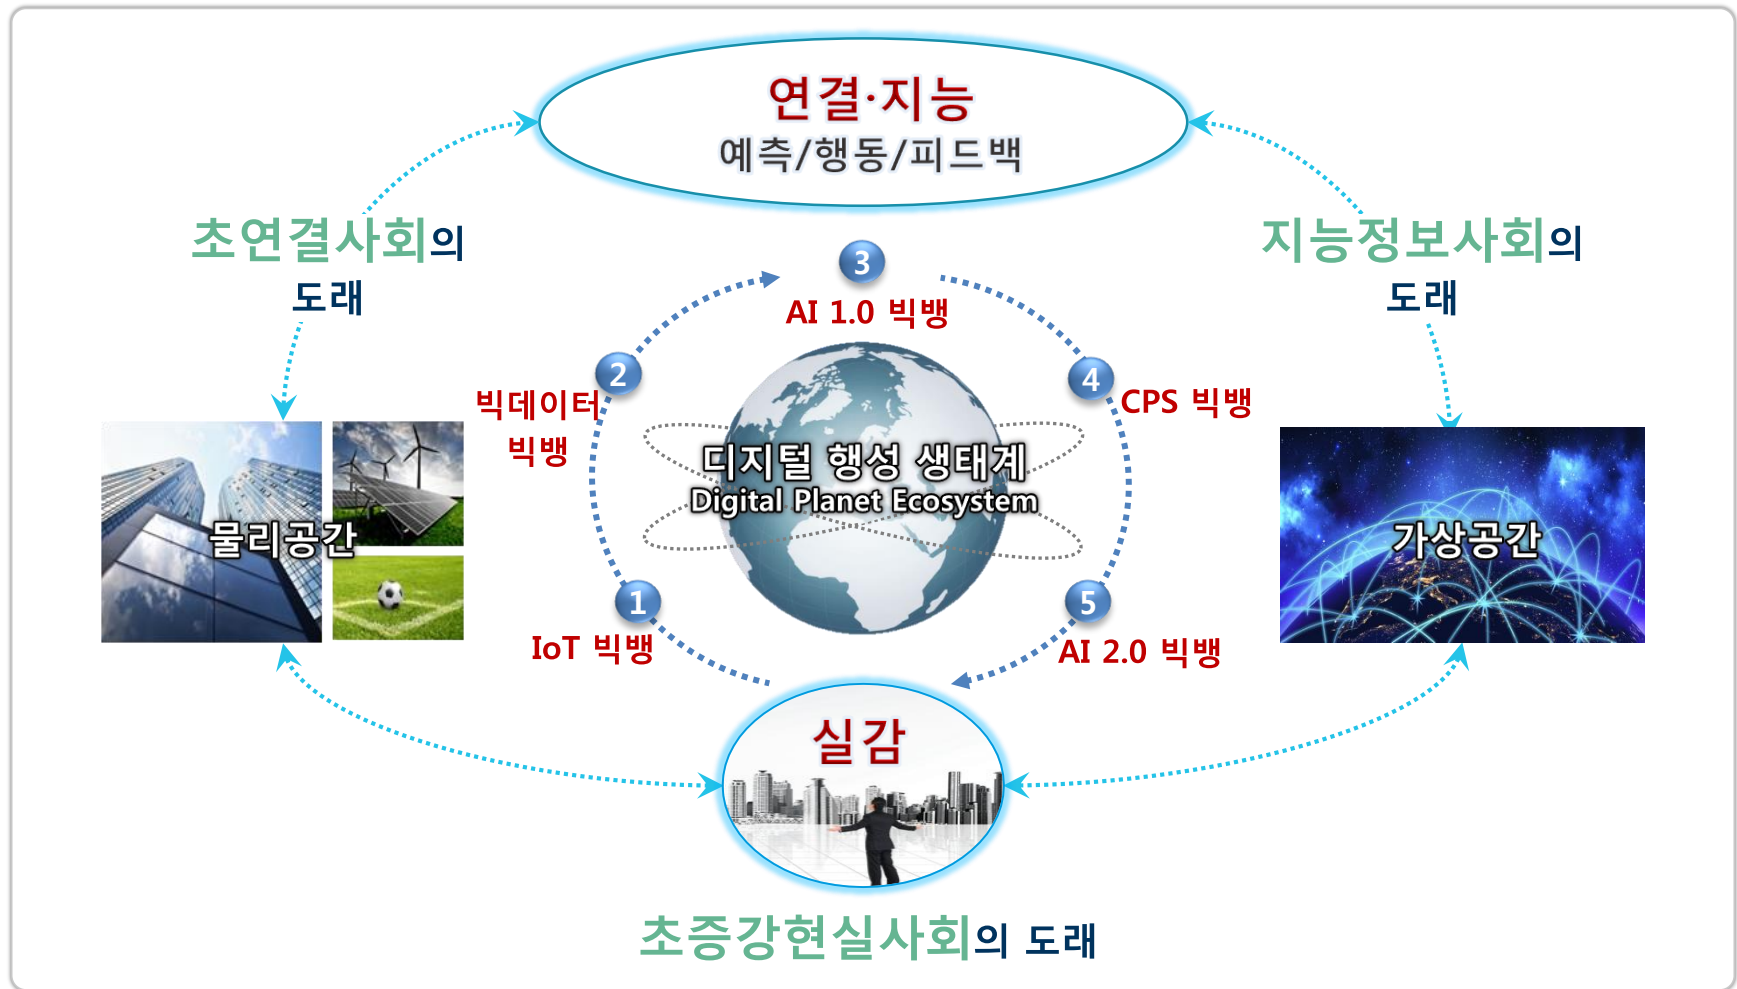 연결·지능
예측/행동/피드백
초연결사회의
도래
지능정보사회의
도래
3
AI 1.0 빅뱅
2
빅데이터
빅뱅
4
CPS 빅뱅
디지털 행성 생태계
Digital Planet Ecosystem
물리공간
가상공간
1
IoT 빅뱅
5
AI 2.0 빅뱅
실감
초증강현실사회의 도래